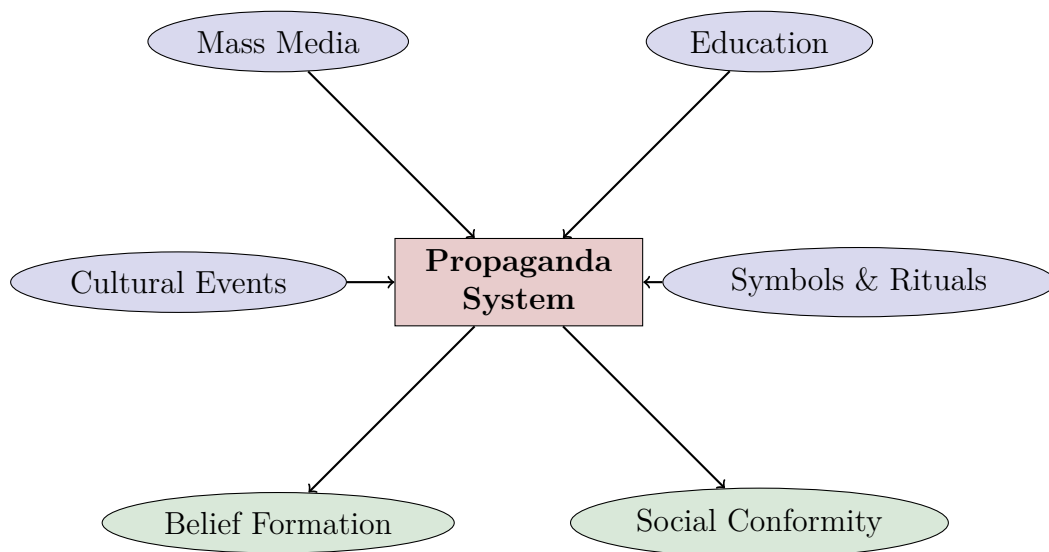 Mass Media
Education
Cultural Events
Propaganda
System
Symbols & Rituals
Belief Formation
Social Conformity